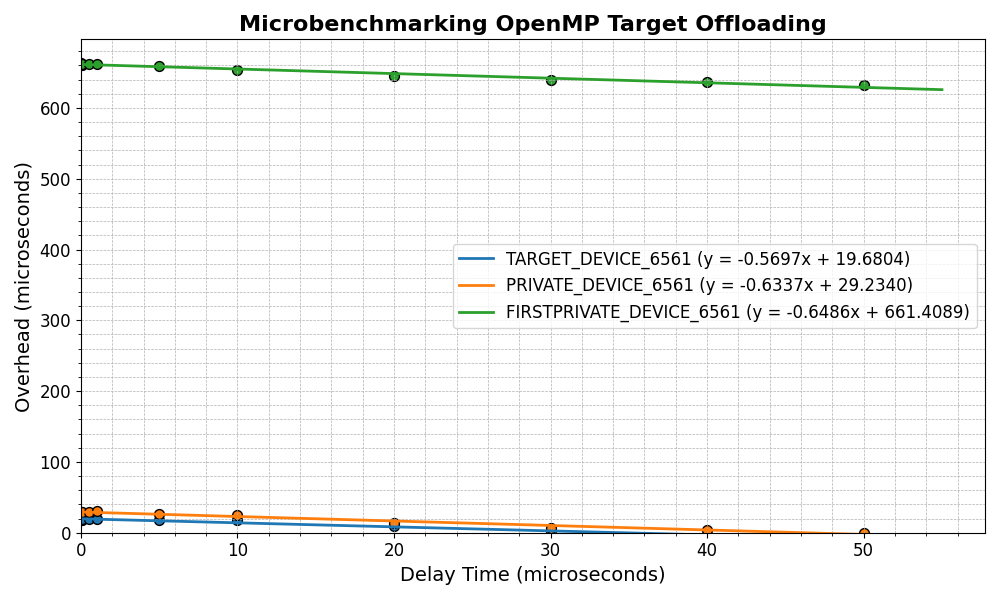 Microbenchmarking OpenMP Target Offloading
Overhead (microseconds)
600
500
400
300
200
100
0
TARGET_DEVICE_6561 (y = -0.5697x + 19.6804)
PRIVATE_DEVICE_6561 (y = -0.6337x + 29.2340)
FIRSTPRIVATE_DEVICE_6561 (y = -0.6486x + 661.4089)
0 10 20 30 40 50
Delay Time (microseconds)